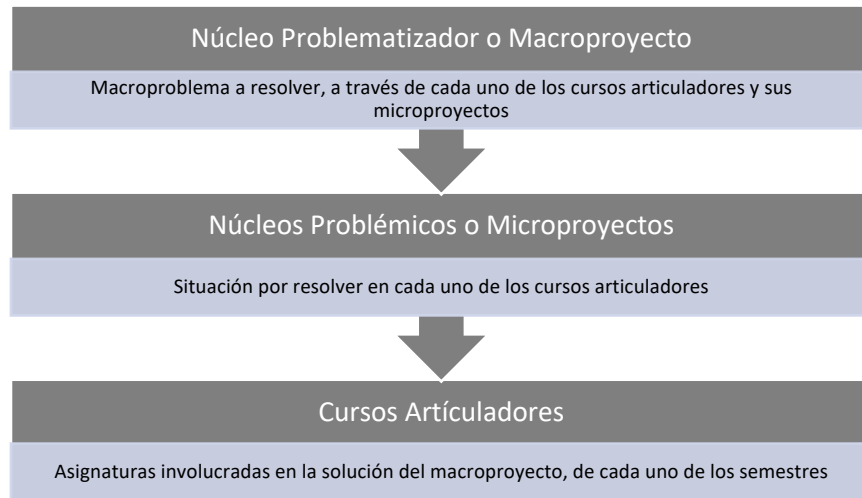 Núcleo Problematizador o Macroproyecto
Macroproblema a resolver, a través de cada uno de los cursos articuladores y sus
microproyectos
Núcleos Problémicos o Microproyectos
Situación por resolver en cada uno de los cursos articuladores
Cursos Artículadores
Asignaturas involucradas en la solución del macroproyecto, de cada uno de los semestres